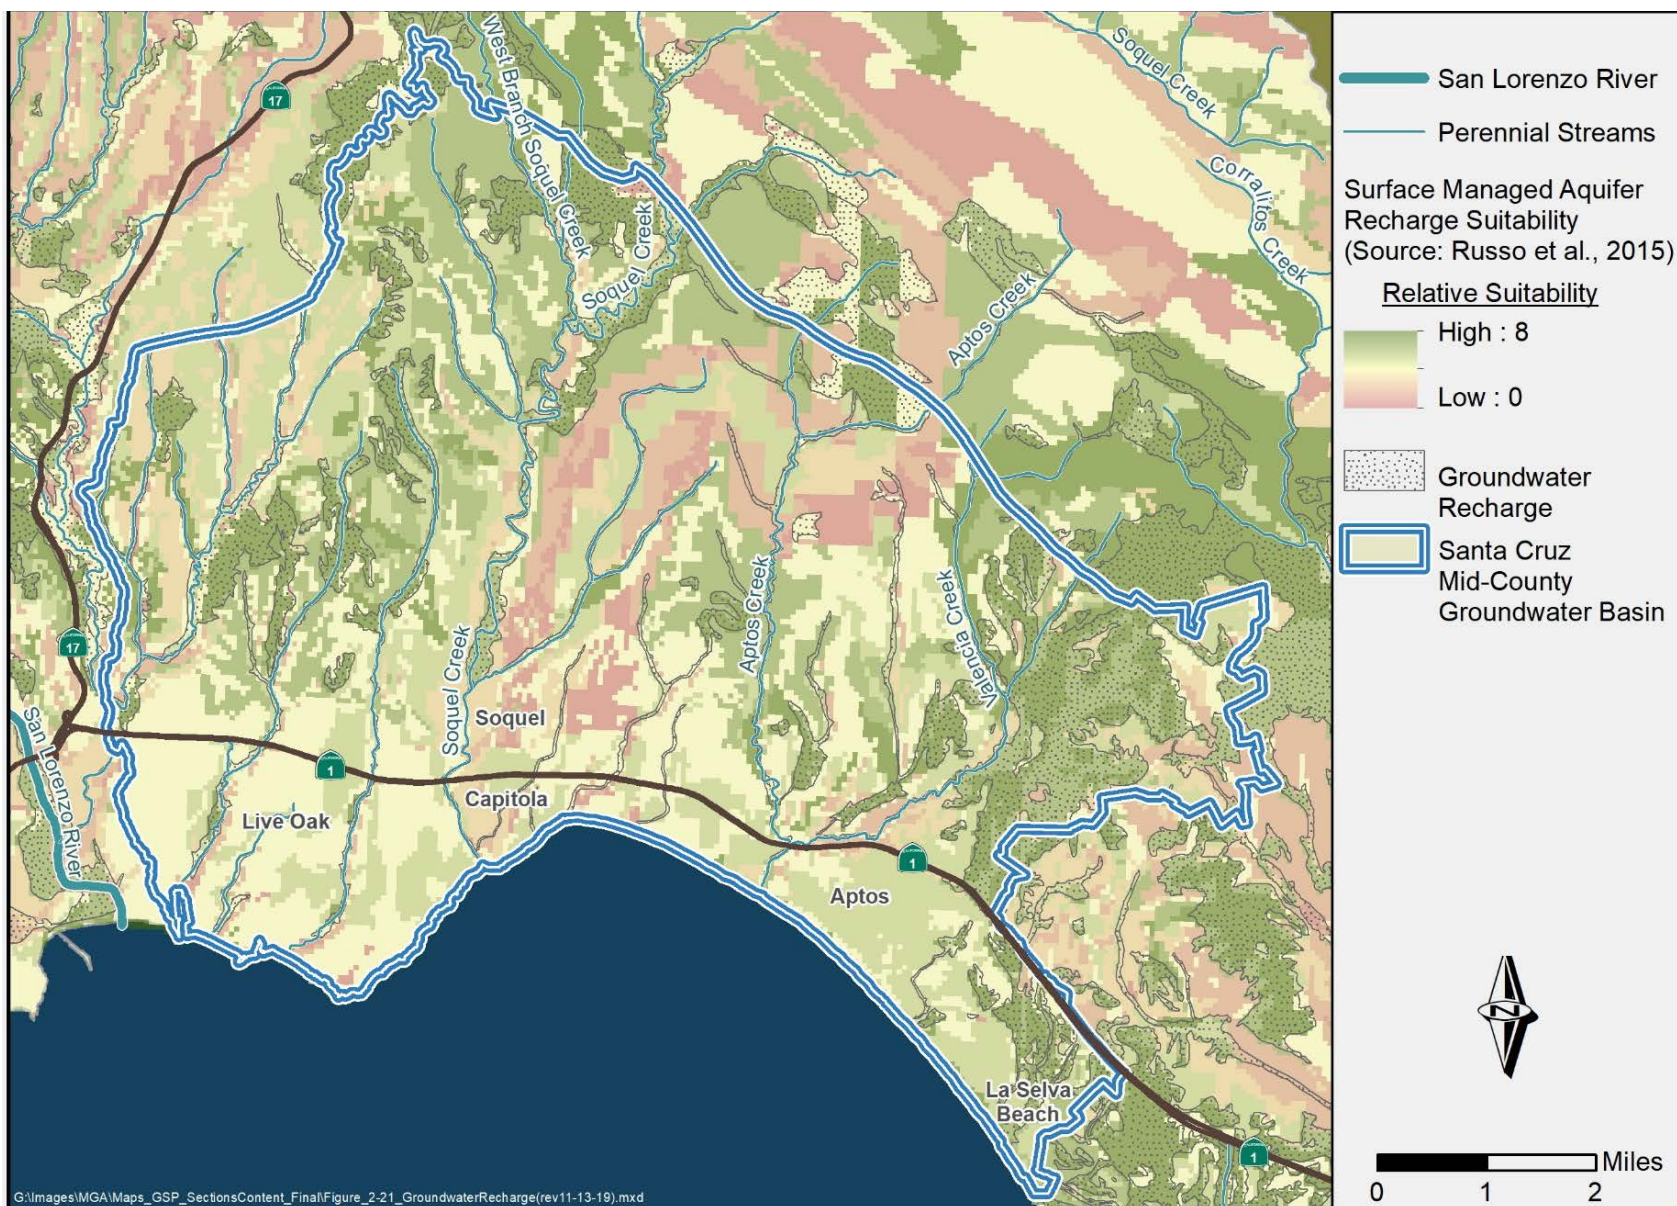 17
West Branch Soquel Creek
Soquel Creek
Soquel Creek
Corralitos Creek
Aptos Creek
17
Soquel Creek
Aptos Creek
Valencia Creek
Soquel
San Lorenzo River
1
Live Oak
Capitola
1
Aptos
La Selva
Beach
1
G:\Images\MGA\Maps_GSP_SectionsContent_Final\Figure_2-21_GroundwaterRecharge(rev11-13-19).mxd
San Lorenzo River
Perennial Streams
Surface Managed Aquifer
Recharge Suitability
(Source: Russo et al., 2015)
Relative Suitability
High : 8
Low : 0
Groundwater
Recharge
Santa Cruz
Mid-County
Groundwater Basin
N
Miles
0 1 2